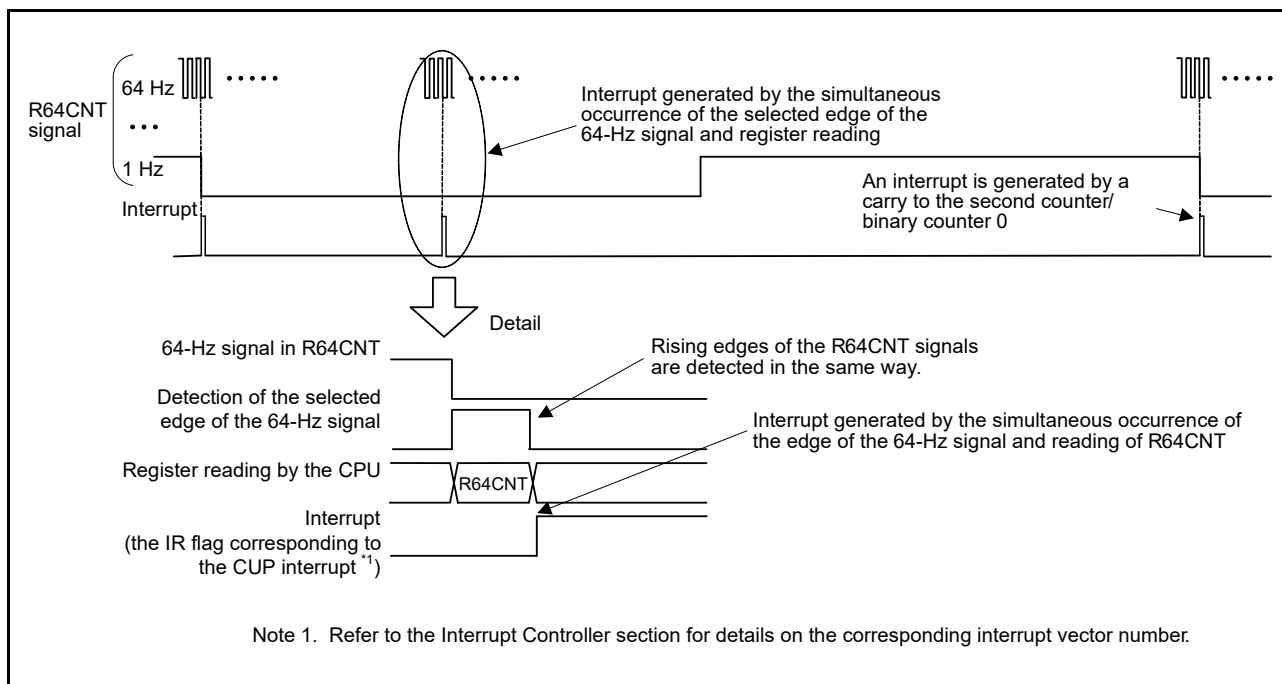 64 Hz
R64CNT
signal
1 Hz
Interrupt
Interrupt generated by the simultaneous
occurrence of the selected edge of the
64-Hz signal and register reading
An interrupt is generated by a
carry to the second counter/
binary counter 0
Detail
64-Hz signal in R64CNT
Rising edges of the R64CNT signals
are detected in the same way.
Detection of the selected
edge of the 64-Hz signal
Interrupt generated by the simultaneous occurrence of
the edge of the 64-Hz signal and reading of R64CNT
Register reading by the CPU
R64CNT
Interrupt
(the IR flag corresponding to
the CUP interrupt *1)
Note 1. Refer to the Interrupt Controller section for details on the corresponding interrupt vector number.